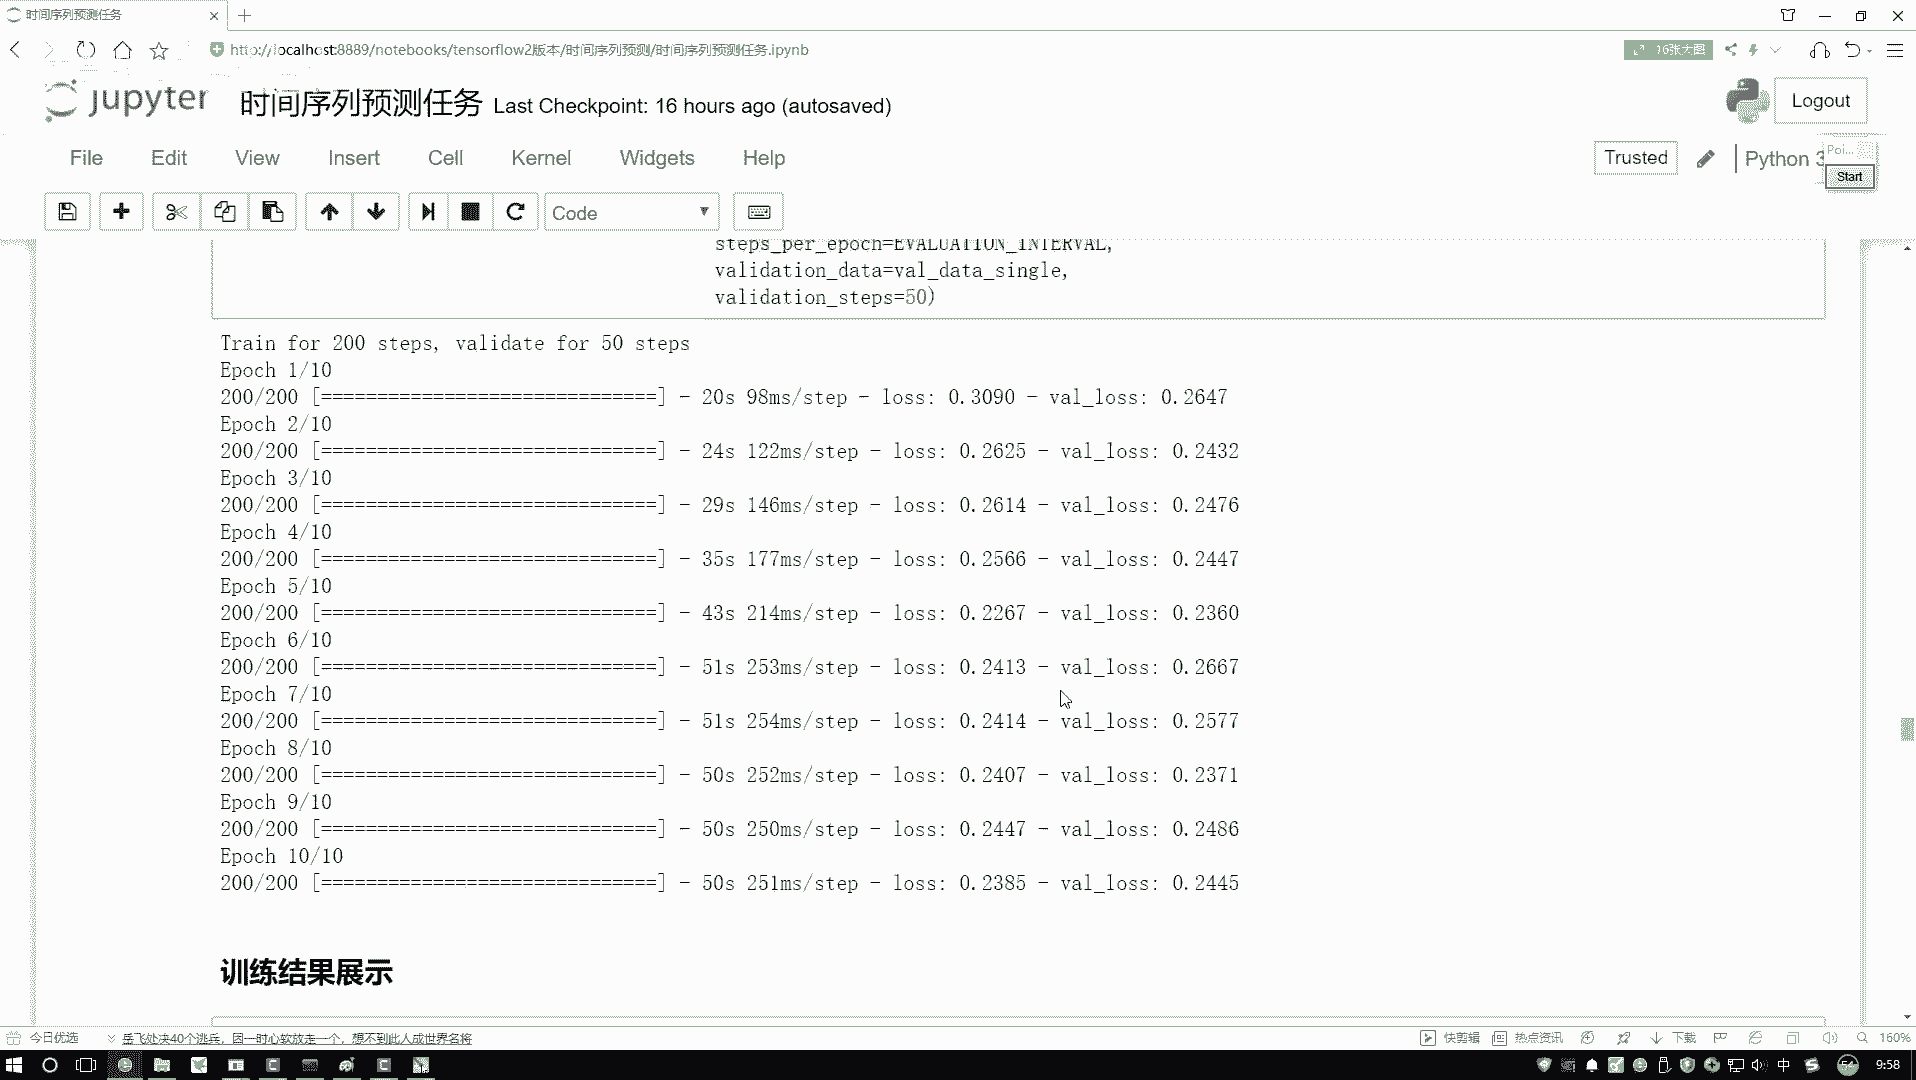 时间序列预测任务
http://localhost:8889/notebooks/tensorflow2版本/时间序列预测/时间序列预测任务.ipynb
16张大图
jupyter 时间序列预测任务 Last Checkpoint: 16 hours ago (autosaved)
Logout
File Edit View Insert Cell Kernel Widgets Help
Trusted
Python 3
Poi...
Start
Code
steps_per_epoch=EVALUATION_INTERVAL,
validation_data=val_data_single,
validation_steps=50)
Train for 200 steps, validate for 50 steps
Epoch 1/10
200/200 [==============================] - 20s 98ms/step - loss: 0.3090 - val_loss: 0.2647
Epoch 2/10
200/200 [==============================] - 24s 122ms/step - loss: 0.2625 - val_loss: 0.2432
Epoch 3/10
200/200 [==============================] - 29s 146ms/step - loss: 0.2614 - val_loss: 0.2476
Epoch 4/10
200/200 [==============================] - 35s 177ms/step - loss: 0.2566 - val_loss: 0.2447
Epoch 5/10
200/200 [==============================] - 43s 214ms/step - loss: 0.2267 - val_loss: 0.2360
Epoch 6/10
200/200 [==============================] - 51s 253ms/step - loss: 0.2413 - val_loss: 0.2667
Epoch 7/10
200/200 [==============================] - 51s 254ms/step - loss: 0.2414 - val_loss: 0.2577
Epoch 8/10
200/200 [==============================] - 50s 252ms/step - loss: 0.2407 - val_loss: 0.2371
Epoch 9/10
200/200 [==============================] - 50s 250ms/step - loss: 0.2447 - val_loss: 0.2486
Epoch 10/10
200/200 [==============================] - 50s 251ms/step - loss: 0.2385 - val_loss: 0.2445
训练结果展示
今日优选
岳飞处决40个逃兵，因一时心软放走一个，想不到此人成世界名将
快剪辑
热点资讯
下载
160%
中
54
9:58